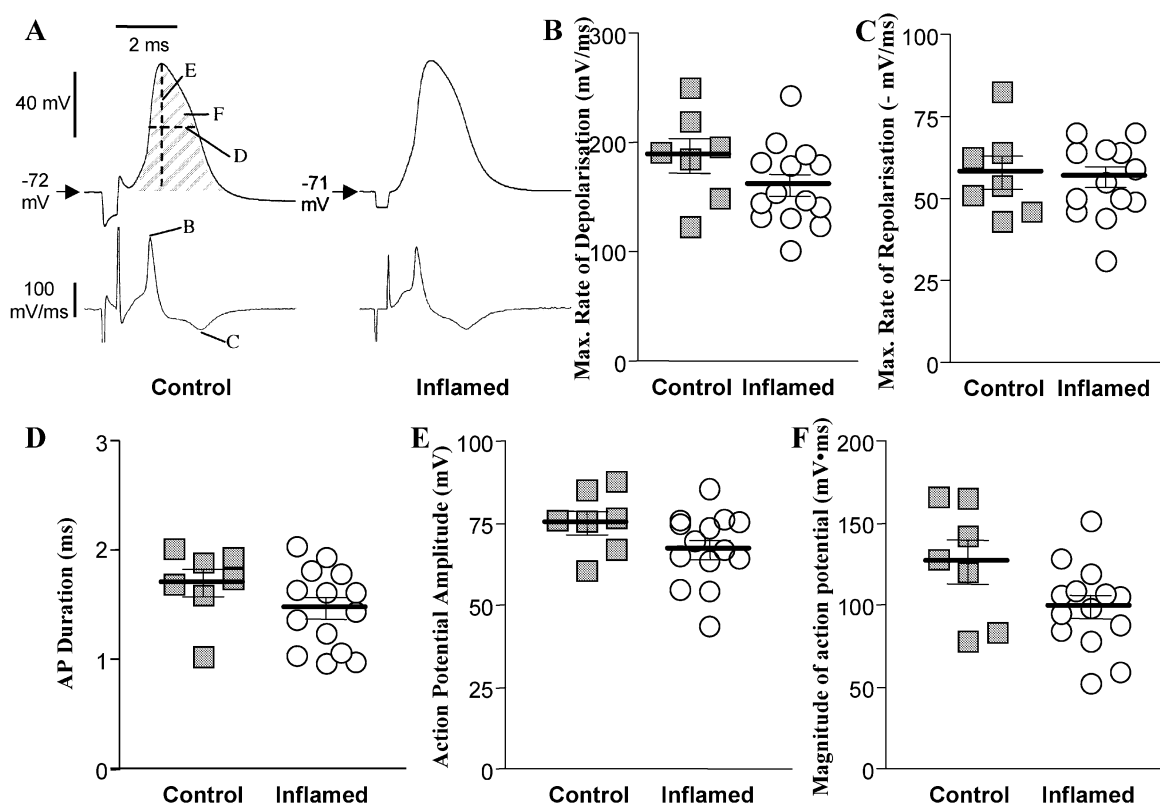 A
2 ms
40 mV
E
F
D
-72
mV
-71
mV
B
100
mV/ms
C
Control
Inflamed
B
Max. Rate of Depolarisation (mV/ms)
300
200
100
0
Control Inflamed
C
Max. Rate of Repolarisation (- mV/ms)
100
75
50
25
0
Control Inflamed
D
AP Duration (ms)
3
2
1
0
Control Inflamed
E
Action Potential Amplitude (mV)
100
75
50
25
0
Control Inflamed
F
Magnitude of action potential (mV•ms)
200
150
100
50
0
Control Inflamed